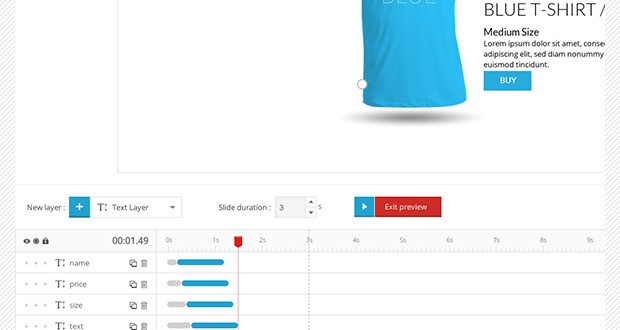 BLUE
BLUE T-SHIRT /
Medium Size
Lorem ipsum dolor sit amet, conse
adipiscing elit, sed diam nonummy
euismod tincidunt.
BUY
New layer :
+
T Text Layer
Slide duration : 3 s
Exit preview
00:01.49
0s 1s 2s 3s 4s 5s 6s 7s 8s 9s
T name
T price
T size
T text